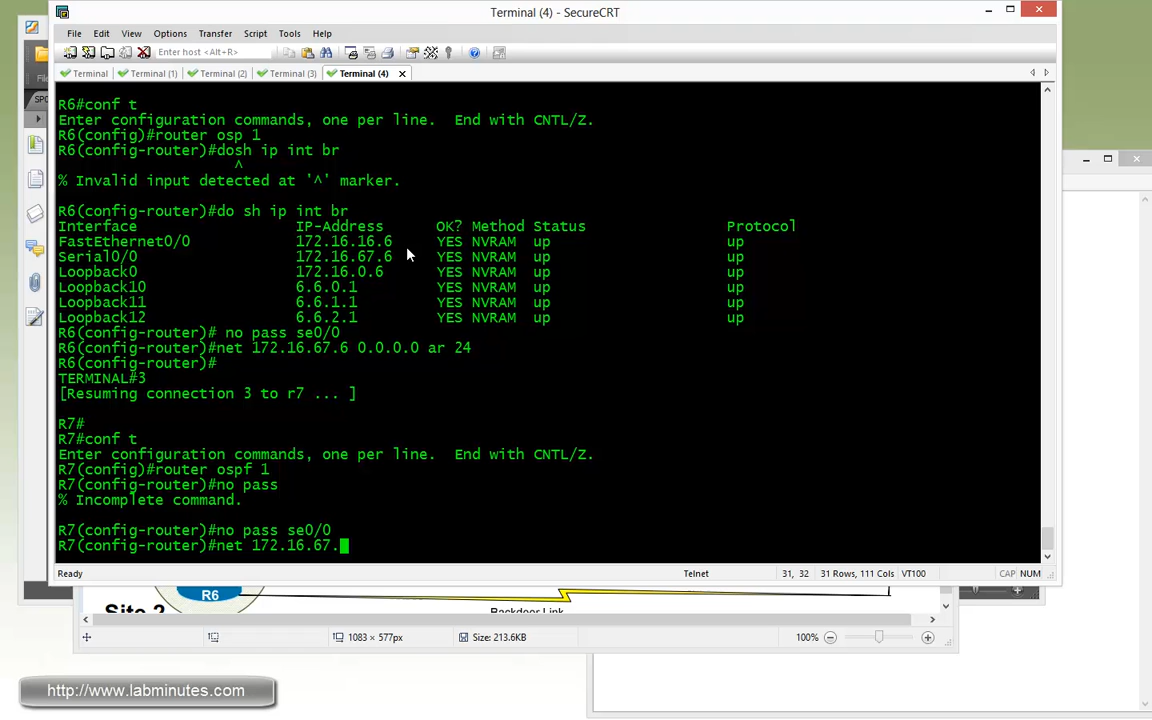 Terminal (4) - SecureCRT
File Edit View Options Transfer Script Tools Help
Enter host <Alt+R>
Terminal Terminal (1) Terminal (2) Terminal (3) Terminal (4)
R6#conf t
Enter configuration commands, one per line.  End with CNTL/Z.
R6(config)#router osp 1
R6(config-router)#dosh ip int br
^
% Invalid input detected at '^' marker.
R6(config-router)#do sh ip int br
Interface IP-Address OK? Method Status Protocol
FastEthernet0/0 172.16.16.6 YES NVRAM up up
Serial0/0 172.16.67.6 YES NVRAM up up
Loopback0 172.16.0.6 YES NVRAM up up
Loopback10 6.6.0.1 YES NVRAM up up
Loopback11 6.6.1.1 YES NVRAM up up
Loopback12 6.6.2.1 YES NVRAM up up
R6(config-router)# no pass se0/0
R6(config-router)#net 172.16.67.6 0.0.0.0 ar 24
R6(config-router)#
TERMINAL#3
[Resuming connection 3 to r7 ... ]
R7#
R7#conf t
Enter configuration commands, one per line.  End with CNTL/Z.
R7(config)#router ospf 1
R7(config-router)#no pass
% Incomplete command.
R7(config-router)#no pass se0/0
R7(config-router)#net 172.16.67.
Ready Telnet 31, 32 31 Rows, 111 Cols VT100 CAP NUM
R6
Site 2
Backdoor Link
1083 × 577px Size: 213.6KB 100%
http://www.labminutes.com